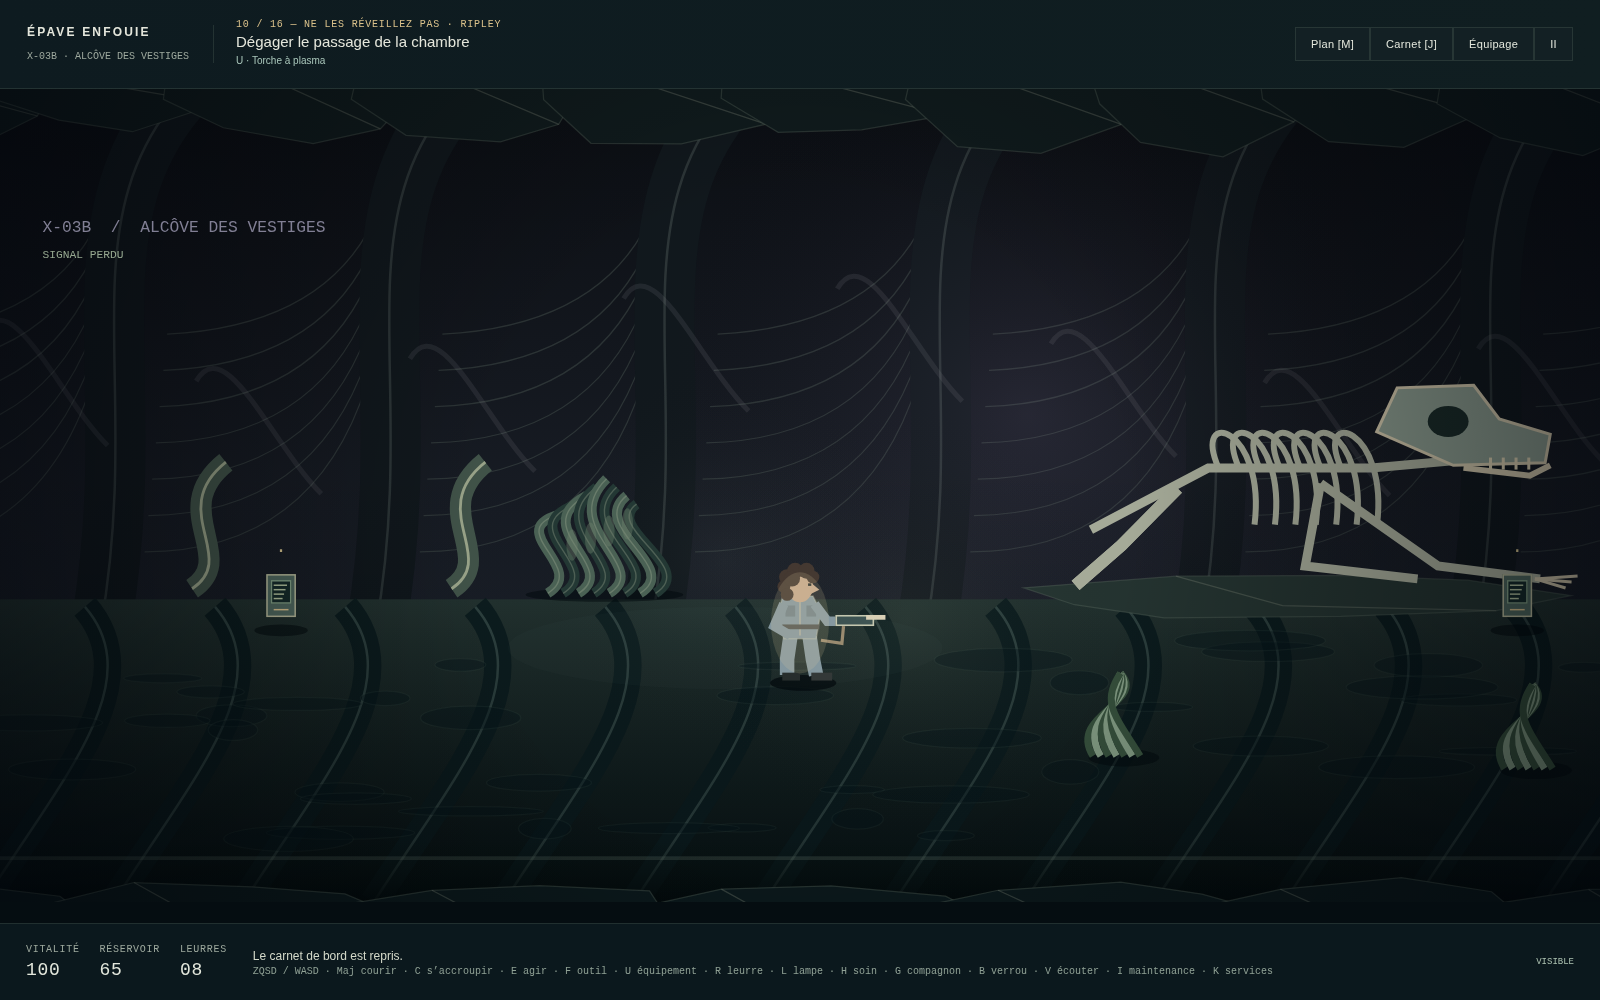 ÉPAVE ENFOUIE
X-03B · ALCÔVE DES VESTIGES
10 / 16 — NE LES RÉVEILLEZ PAS · RIPLEY
Dégager le passage de la chambre
U · Torche à plasma
Plan [M]
Carnet [J]
Équipage
II
X-03B / ALCÔVE DES VESTIGES
SIGNAL PERDU
VITALITÉ
100
RÉSERVOIR
65
LEURRES
08
Le carnet de bord est repris.
ZQSD / WASD · Maj courir · C s’accroupir · E agir · F outil · U équipement · R leurre · L lampe · H soin · G compagnon · B verrou · V écouter · I maintenance · K services
VISIBLE